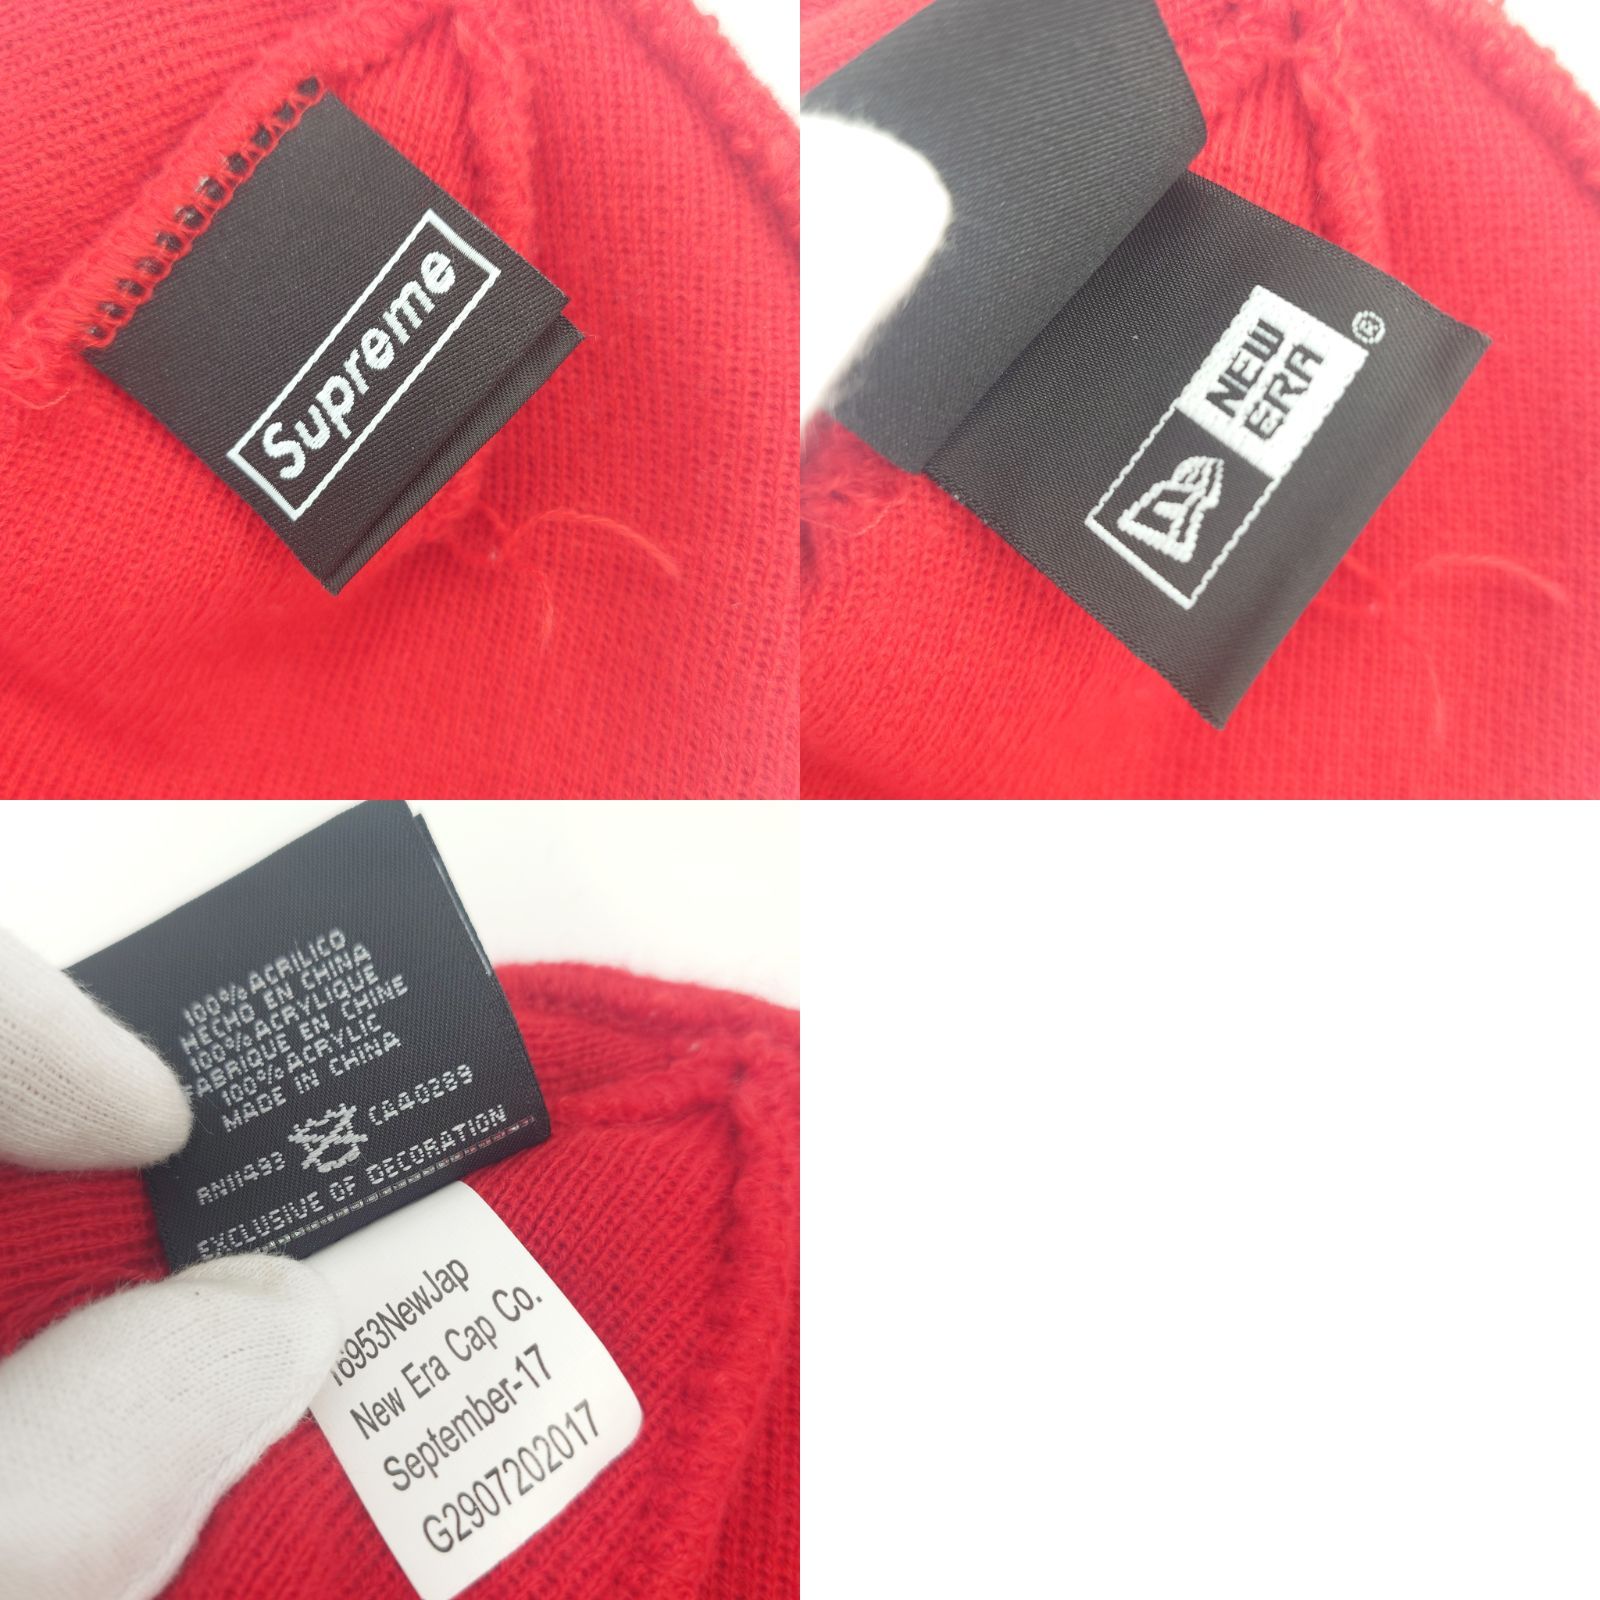 Supreme
NEW
ERA
®
100% ACRILICO
HECHO EN CHINA
100% ACRYLIQUE
FABRIQUE EN CHINE
100% ACRYLIC
MADE IN CHINA
RN11493 CA40289
EXCLUSIVE OF DECORATION
16953NewJap
New Era Cap Co.
September-17
G2907202017